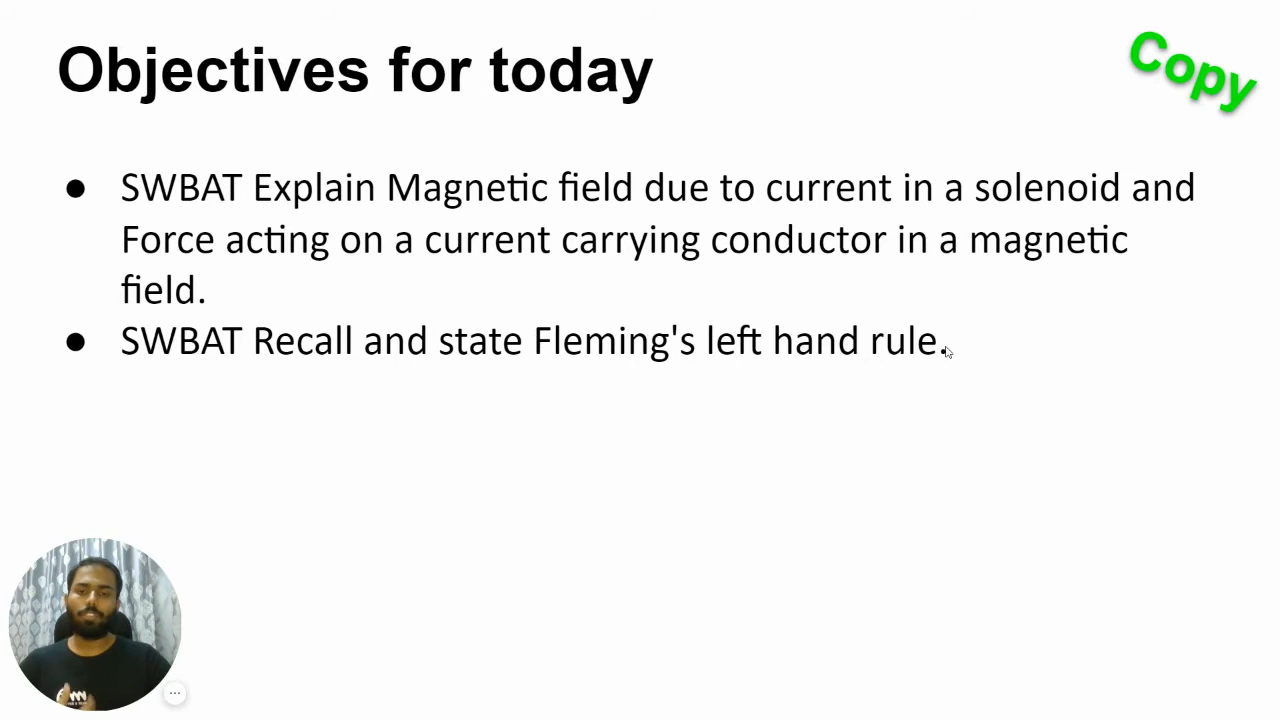 Objectives for today
Copy
● SWBAT Explain Magnetic field due to current in a solenoid and
Force acting on a current carrying conductor in a magnetic
field.
● SWBAT Recall and state Fleming's left hand rule.